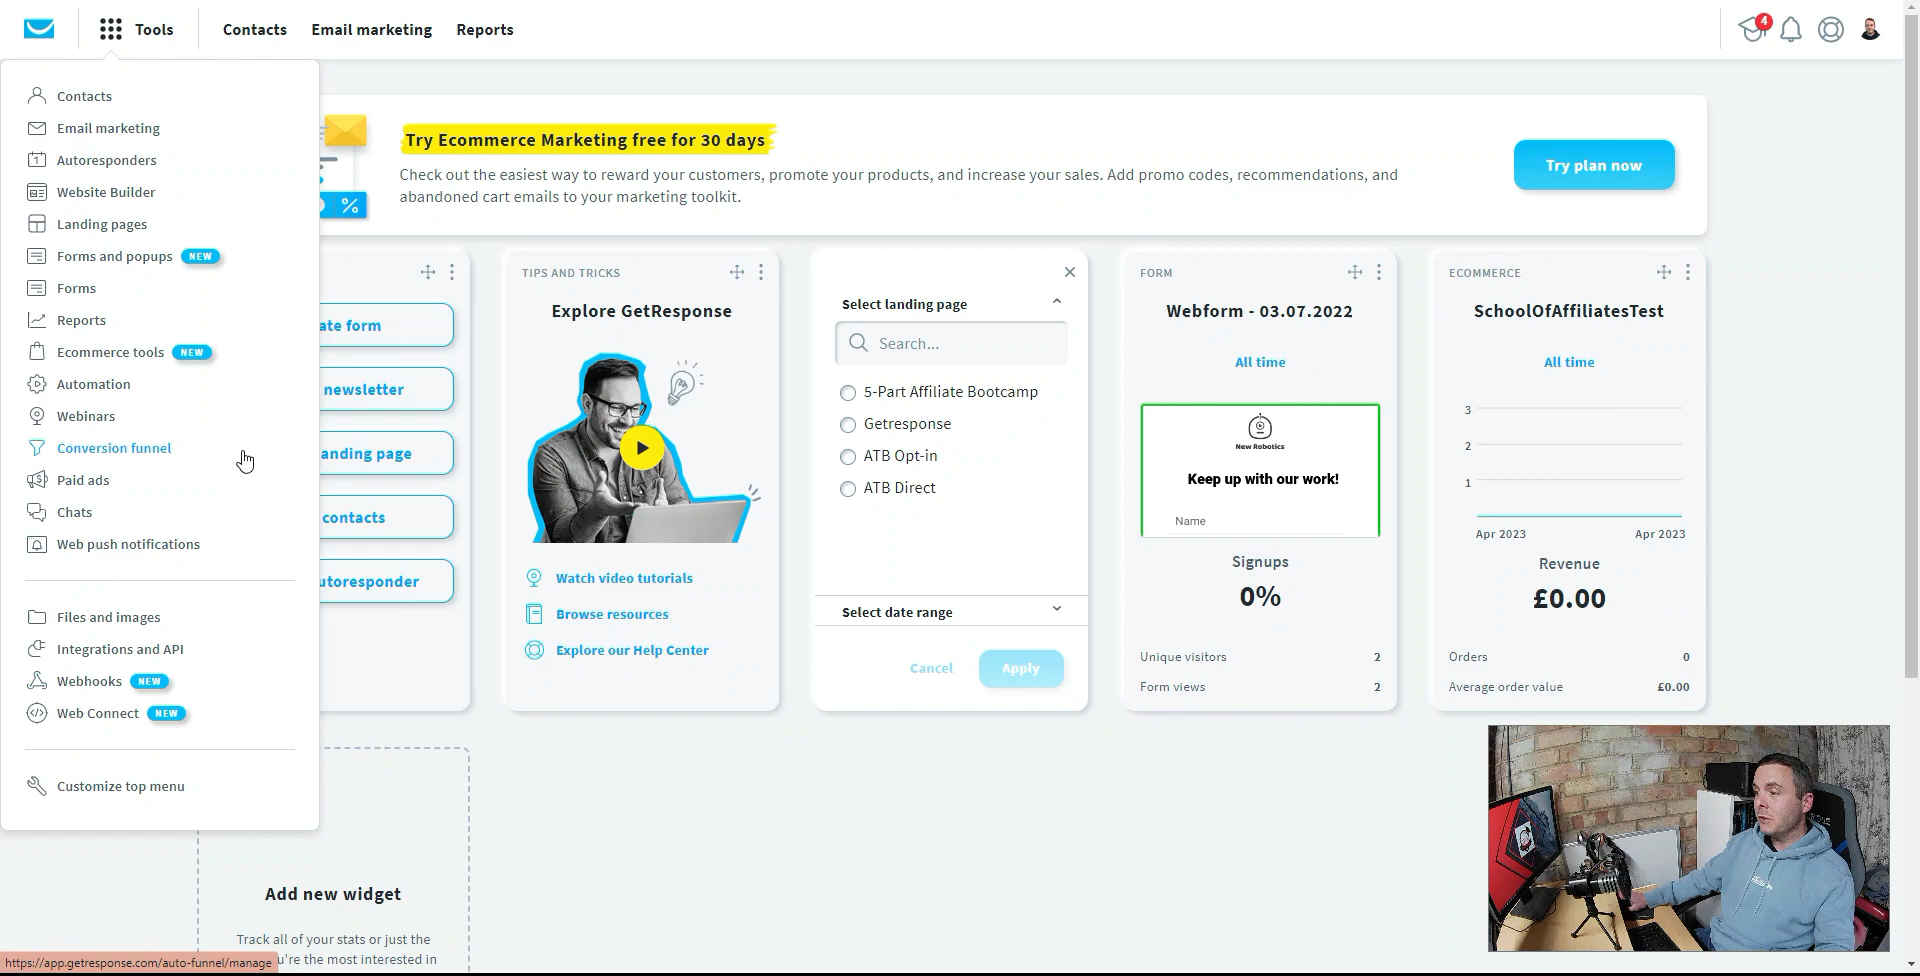 Tools
Contacts
Email marketing
Reports
4
Contacts
Email marketing
Autoresponders
Website Builder
Landing pages
Forms and popups NEW
Forms
Reports
Ecommerce tools NEW
Automation
Webinars
Conversion funnel
Paid ads
Chats
Web push notifications
Files and images
Integrations and API
Webhooks NEW
Web Connect NEW
Customize top menu
Try Ecommerce Marketing free for 30 days
Check out the easiest way to reward your customers, promote your products, and increase your sales. Add promo codes, recommendations, and
abandoned cart emails to your marketing toolkit.
Try plan now
%
ate form
newsletter
anding page
contacts
utoresponder
TIPS AND TRICKS
Explore GetResponse
Watch video tutorials
Browse resources
Explore our Help Center
Select landing page
Search...
5-Part Affiliate Bootcamp
Getresponse
ATB Opt-in
ATB Direct
Select date range
Cancel
Apply
FORM
Webform - 03.07.2022
All time
New Robotics
Keep up with our work!
Name
Signups
0%
Unique visitors 2
Form views 2
ECOMMERCE
SchoolOfAffiliatesTest
All time
3
2
1
Apr 2023 Apr 2023
Revenue
£0.00
Orders 0
Average order value £0.00
Add new widget
Track all of your stats or just the
u're the most interested in
https://app.getresponse.com/auto-funnel/manage